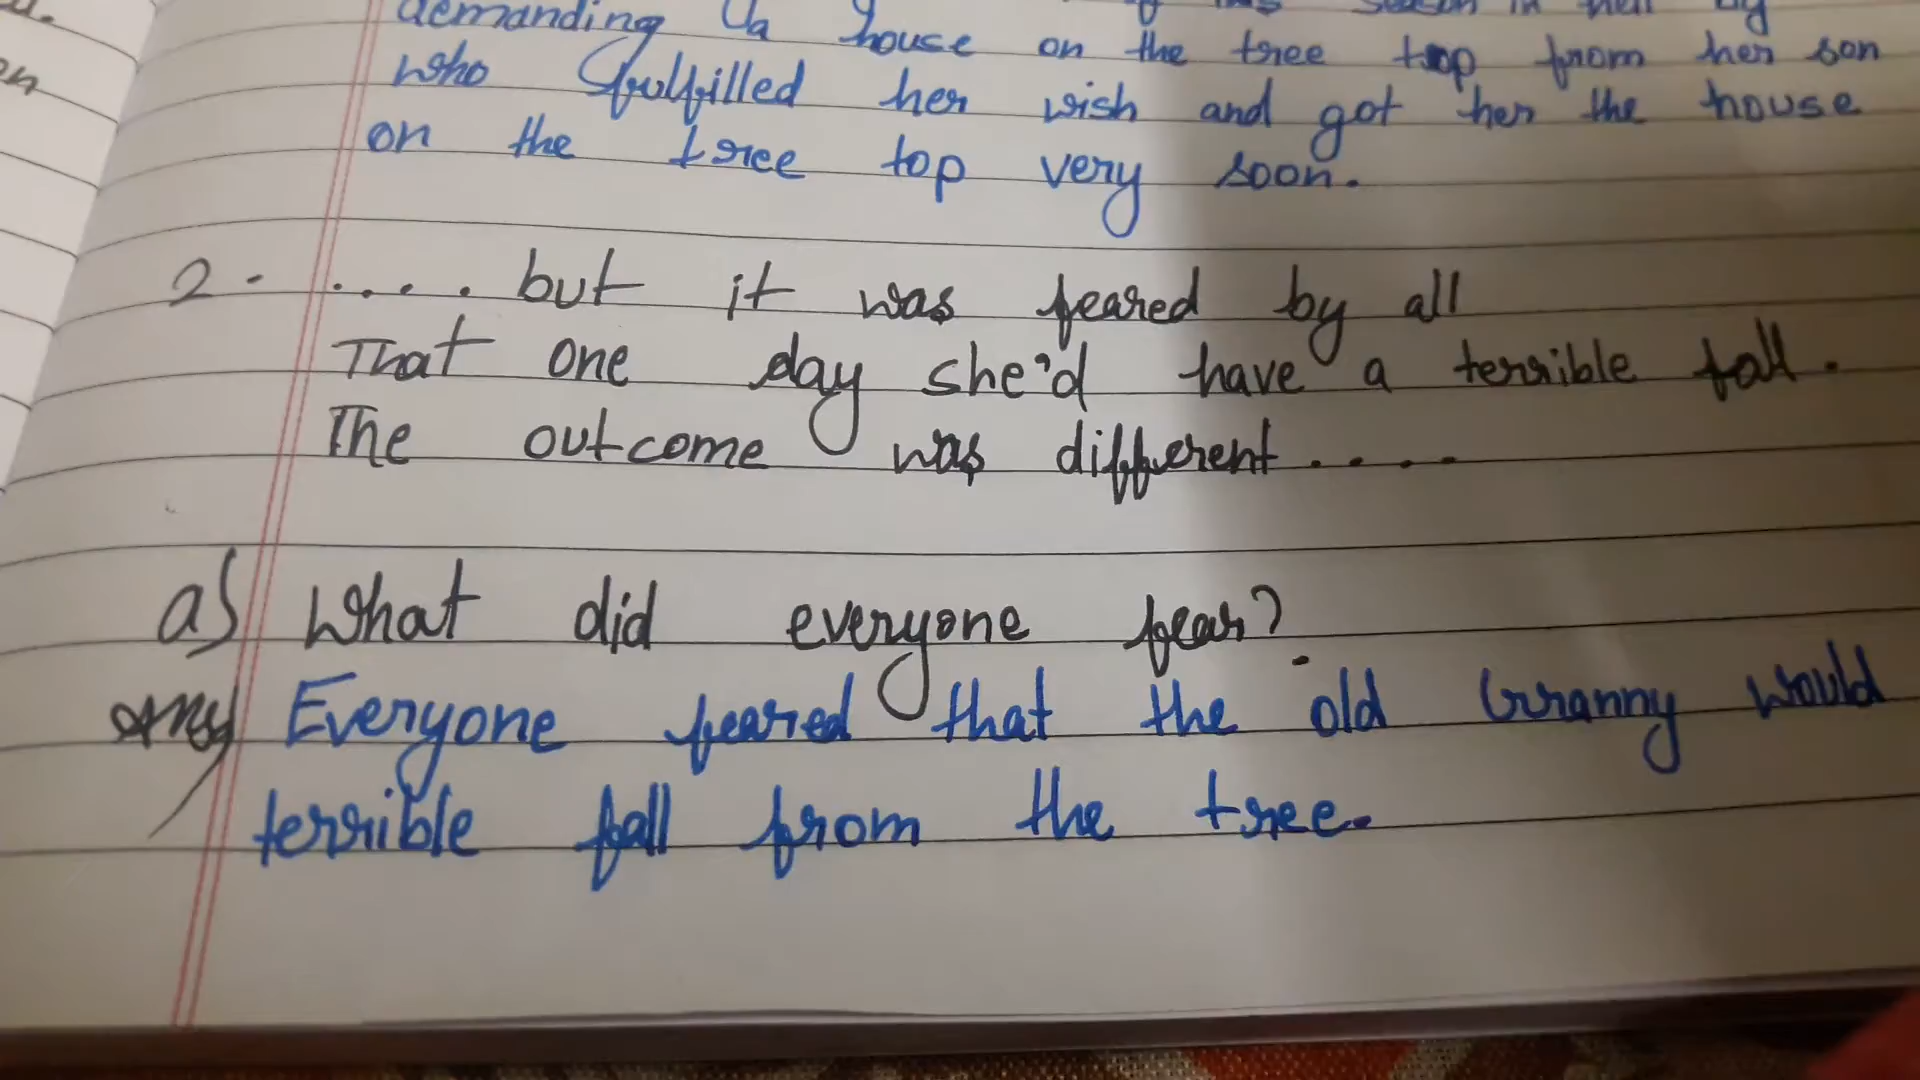 demanding a house on the tree top from her son
who fulfilled her wish and got her the house
on the tree top very soon.
2. .... but it was feared by all
That one day she'd have a terrible fall.
The outcome was different ....
a) What did everyone fear?
Ans) Everyone feared that the old Granny would
terrible fall from the tree.